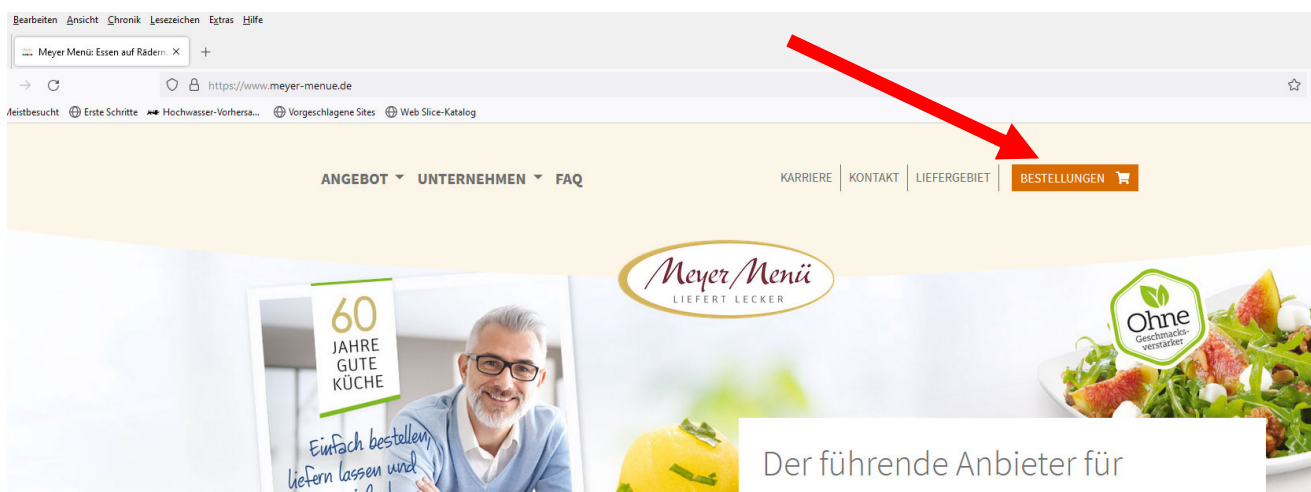 Bearbeiten Ansicht Chronik Lesezeichen Extras Hilfe
Meyer Menü: Essen auf Rädern.
https://www.meyer-menue.de
Meistbesucht Erste Schritte Hochwasser-Vorhersa... Vorgeschlagene Sites Web Slice-Katalog
ANGEBOT UNTERNEHMEN FAQ KARRIERE KONTAKT LIEFERGEBIET BESTELLUNGEN
Meyer Menü
LIEFERT LECKER
60
JAHRE
GUTE
KÜCHE
Ohne
Geschmacks-
verstärker
Einfach bestellen,
liefern lassen und
Der führende Anbieter für